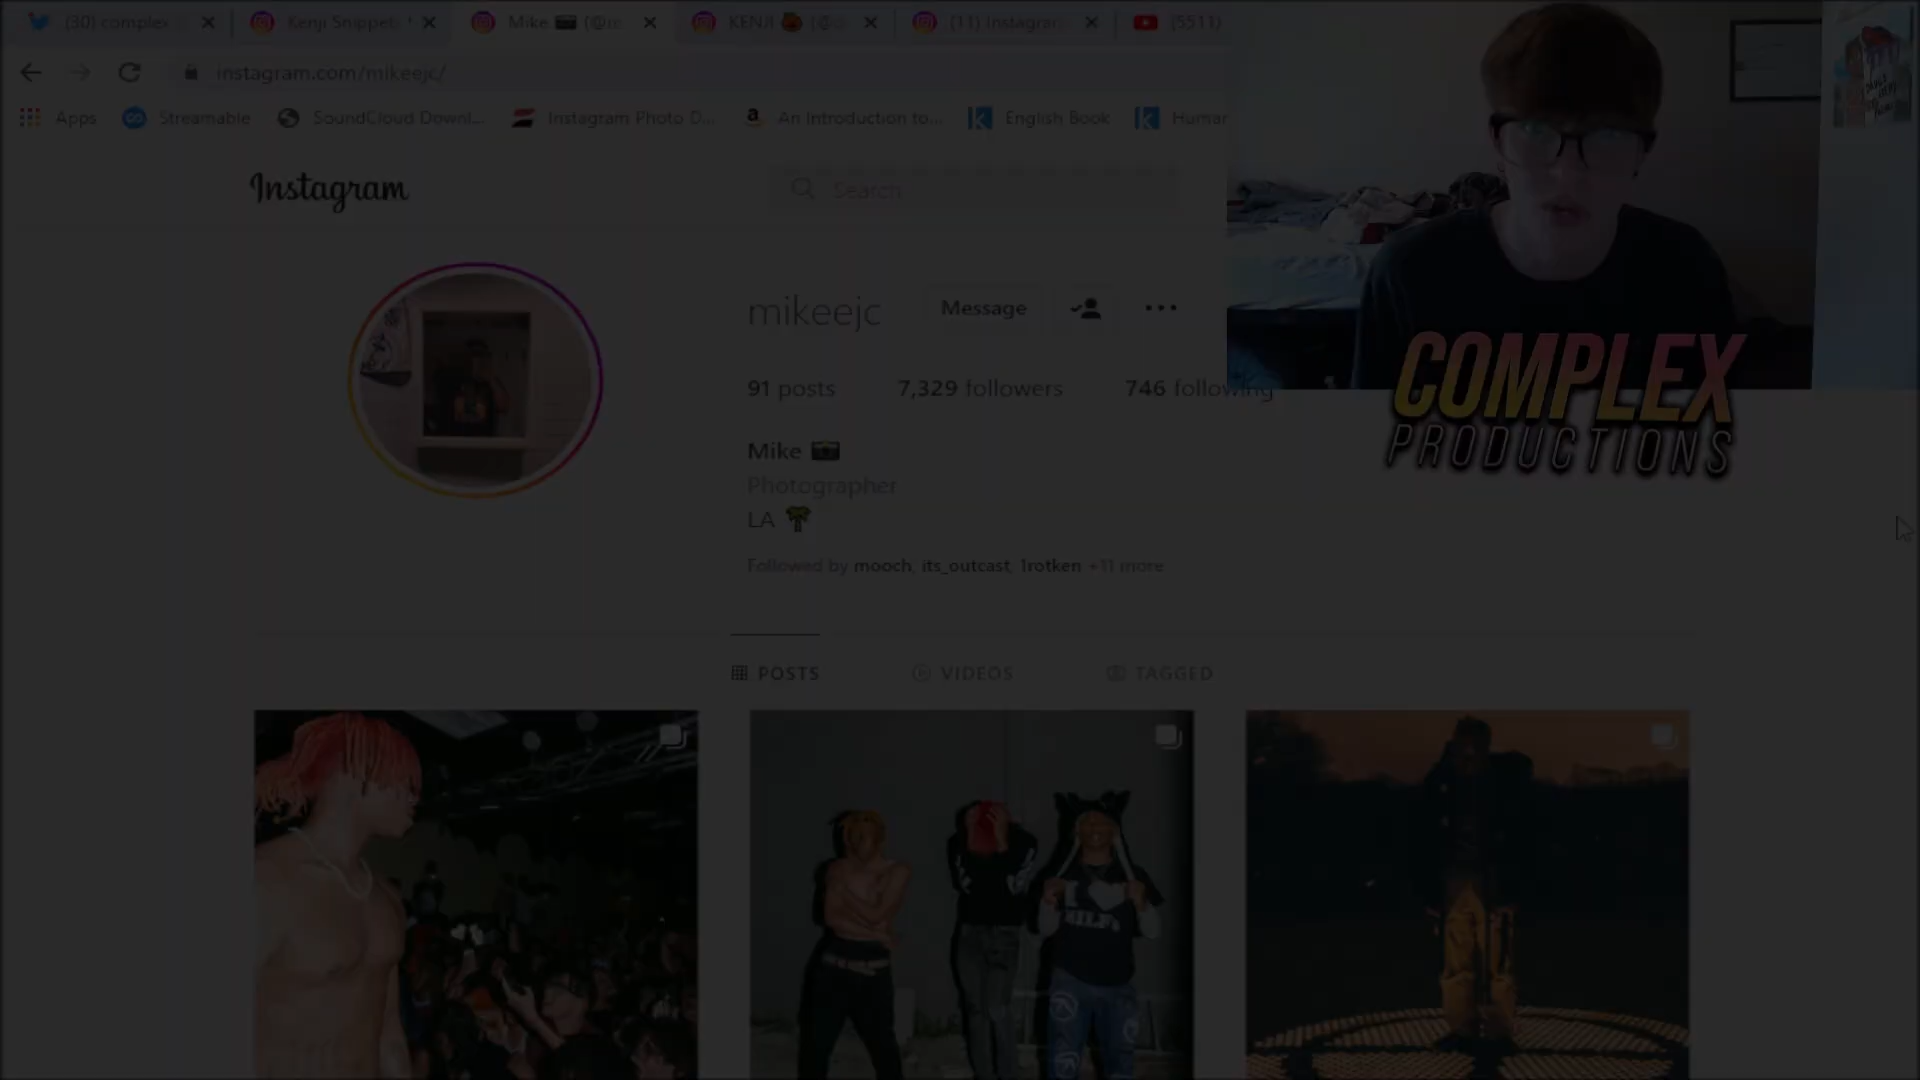 (30) complex
Kenji Snippets
Mike
KENJI
(11) Instagram
(5511)
instagram.com/mikeejc/
Apps
Streamable
SoundCloud Downl...
Instagram Photo D...
An Introduction to...
English Book
Human
Instagram
Search
mikeejc
Message
91 posts
7,329 followers
746 following
Mike
Photographer
LA
Followed by mooch, its_outcast, 1rotken +11 more
POSTS
VIDEOS
TAGGED
COMPLEX
PRODUCTIONS